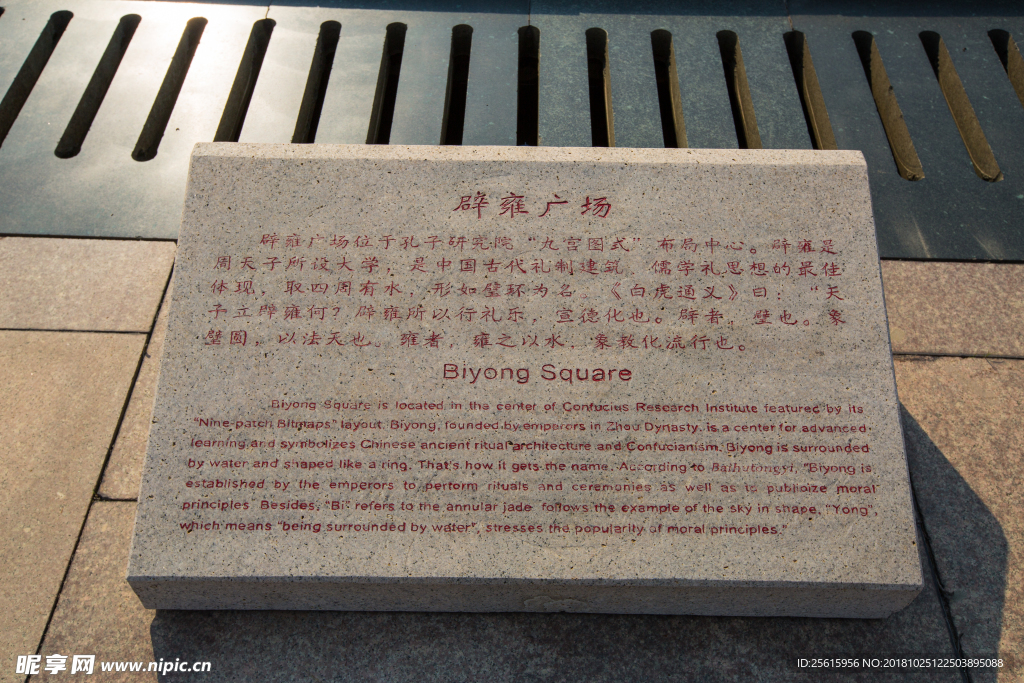 辟雍广场
辟雍广场位于孔子研究院“九宫图式”布局中心。辟雍是
周天子所设大学，是中国古代礼制建筑、儒学礼思想的最佳
体现，取四周有水，形如璧环为名。《白虎通义》曰：“天
子立辟雍何？辟雍所以行礼乐，宣德化也。辟者，璧也。象
璧圆，以法天也。雍者，雍之以水，象教化流行也。
Biyong Square
Biyong Square is located in the center of Confucius Research Institute featured by its
"Nine-patch Bitmaps" layout. Biyong, founded by emperors in Zhou Dynasty, is a center for advanced
learning and symbolizes Chinese ancient ritual architecture and Confucianism. Biyong is surrounded
by water and shaped like a ring. That's how it gets the name. According to Baihutongyi, "Biyong is
established by the emperors to perform rituals and ceremonies as well as to publicize moral
principles. Besides, "Bi" refers to the annular jade follows the example of the sky in shape, "Yong",
which means "being surrounded by water", stresses the popularity of moral principles."
昵享网 www.nipic.cn
ID:25615956 NO:20181025122503895088